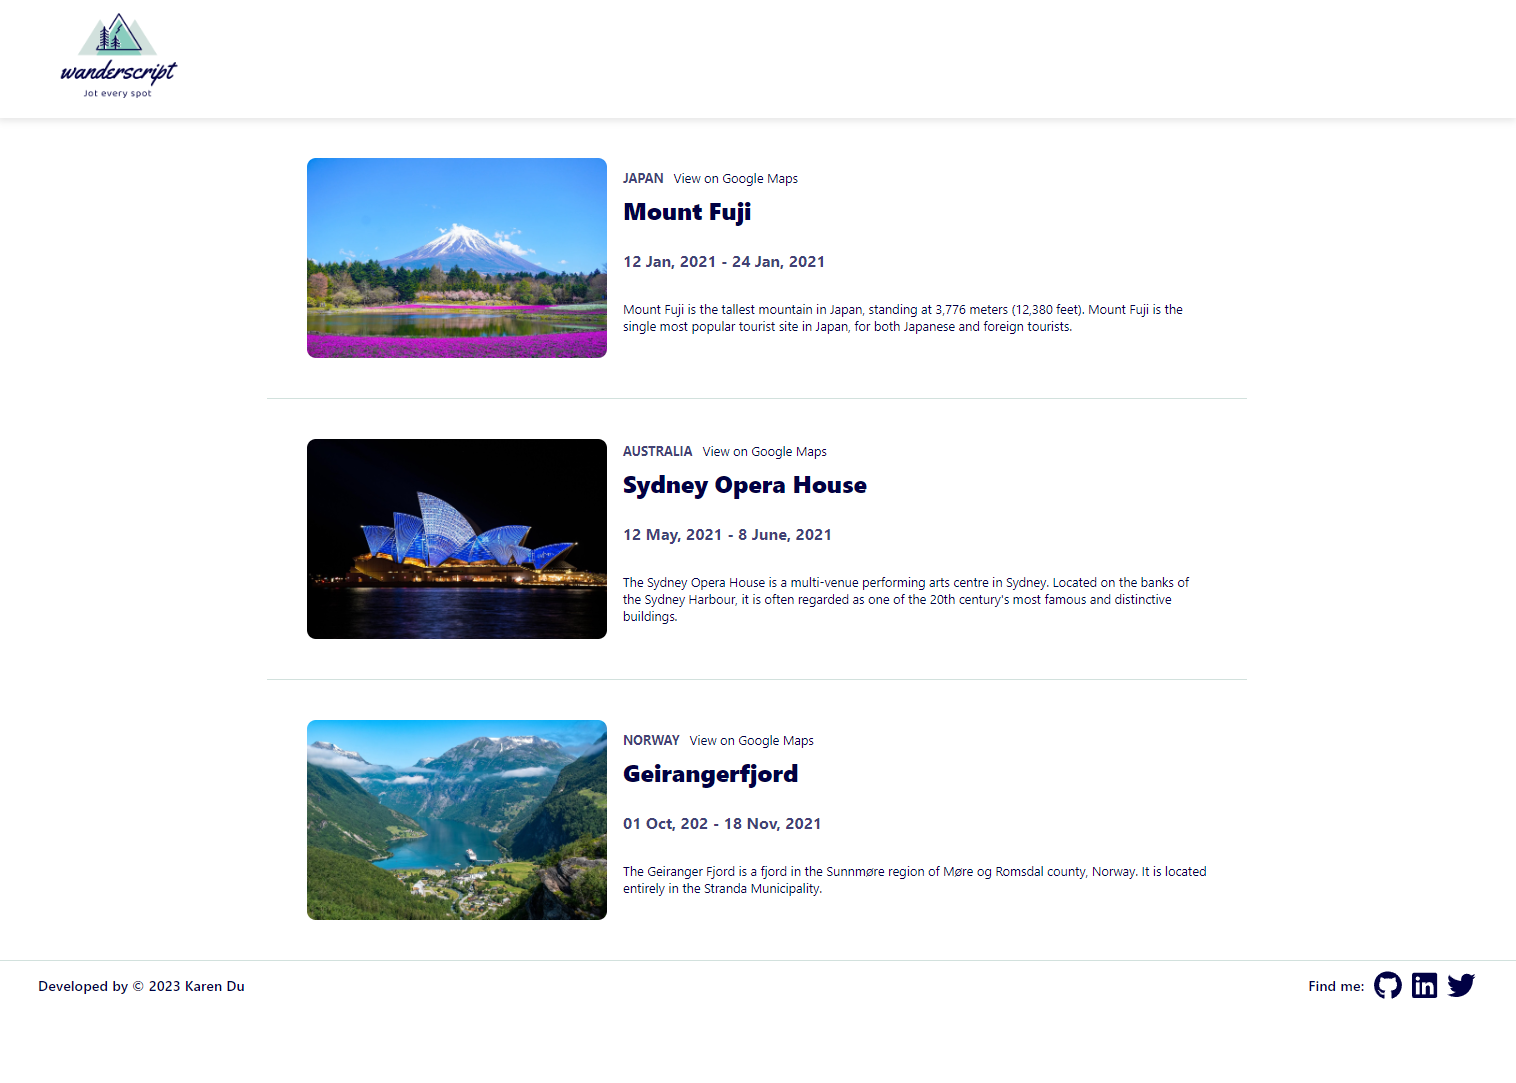 wanderscript
Jot every spot
JAPAN View on Google Maps
Mount Fuji
12 Jan, 2021 - 24 Jan, 2021
Mount Fuji is the tallest mountain in Japan, standing at 3,776 meters (12,380 feet). Mount Fuji is the
single most popular tourist site in Japan, for both Japanese and foreign tourists.
AUSTRALIA View on Google Maps
Sydney Opera House
12 May, 2021 - 8 June, 2021
The Sydney Opera House is a multi-venue performing arts centre in Sydney. Located on the banks of
the Sydney Harbour, it is often regarded as one of the 20th century's most famous and distinctive
buildings.
NORWAY View on Google Maps
Geirangerfjord
01 Oct, 202 - 18 Nov, 2021
The Geiranger Fjord is a fjord in the Sunnmøre region of Møre og Romsdal county, Norway. It is located
entirely in the Stranda Municipality.
Developed by © 2023 Karen Du
Find me: